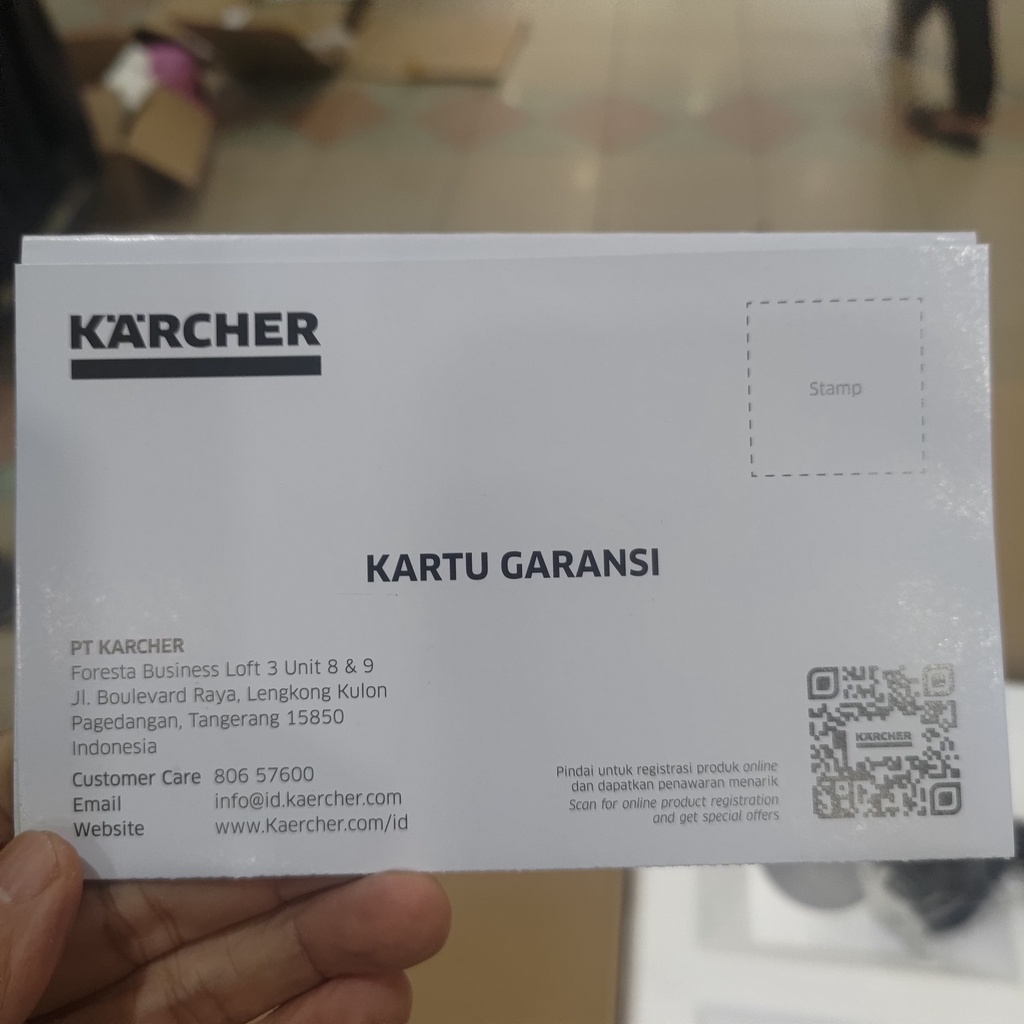 KÄRCHER
Stamp
KARTU GARANSI
PT KARCHER
Foresta Business Loft 3 Unit 8 & 9
Jl. Boulevard Raya, Lengkong Kulon
Pagedangan, Tangerang 15850
Indonesia
Customer Care 806 57600
Email info@id.kaercher.com
Website www.Kaercher.com/id
Pindai untuk registrasi produk online
dan dapatkan penawaran menarik
Scan for online product registration
and get special offers
KÄRCHER